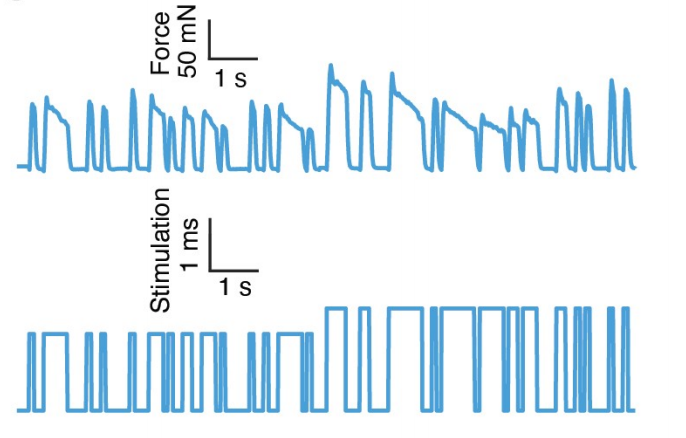 Force
50 mN
1 s
Stimulation
1 ms
1 s